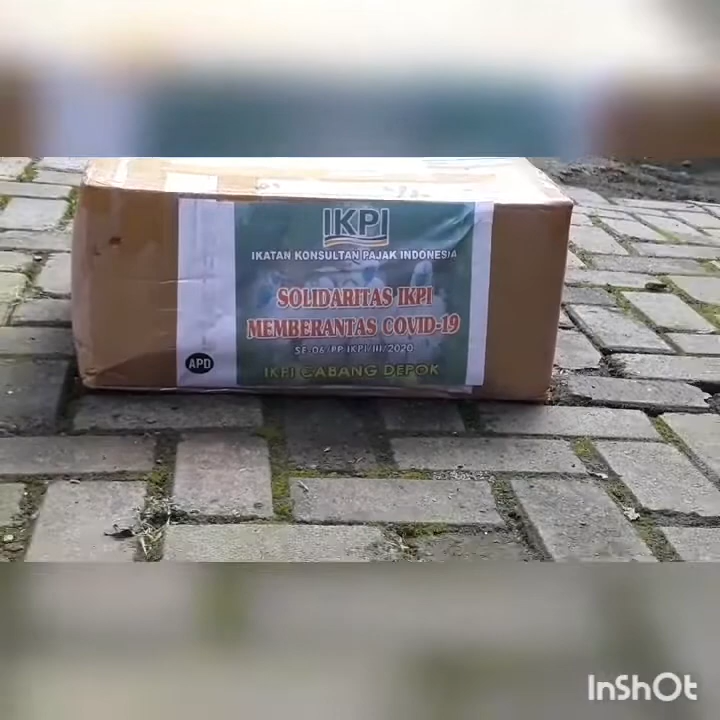 IKPI
IKATAN KONSULTAN PAJAK INDONESIA
SOLIDARITAS IKPI
MEMBERANTAS COVID-19
SE-06/PP.IKPI/III/2020
APD
IKPI CABANG DEPOK
InShOt